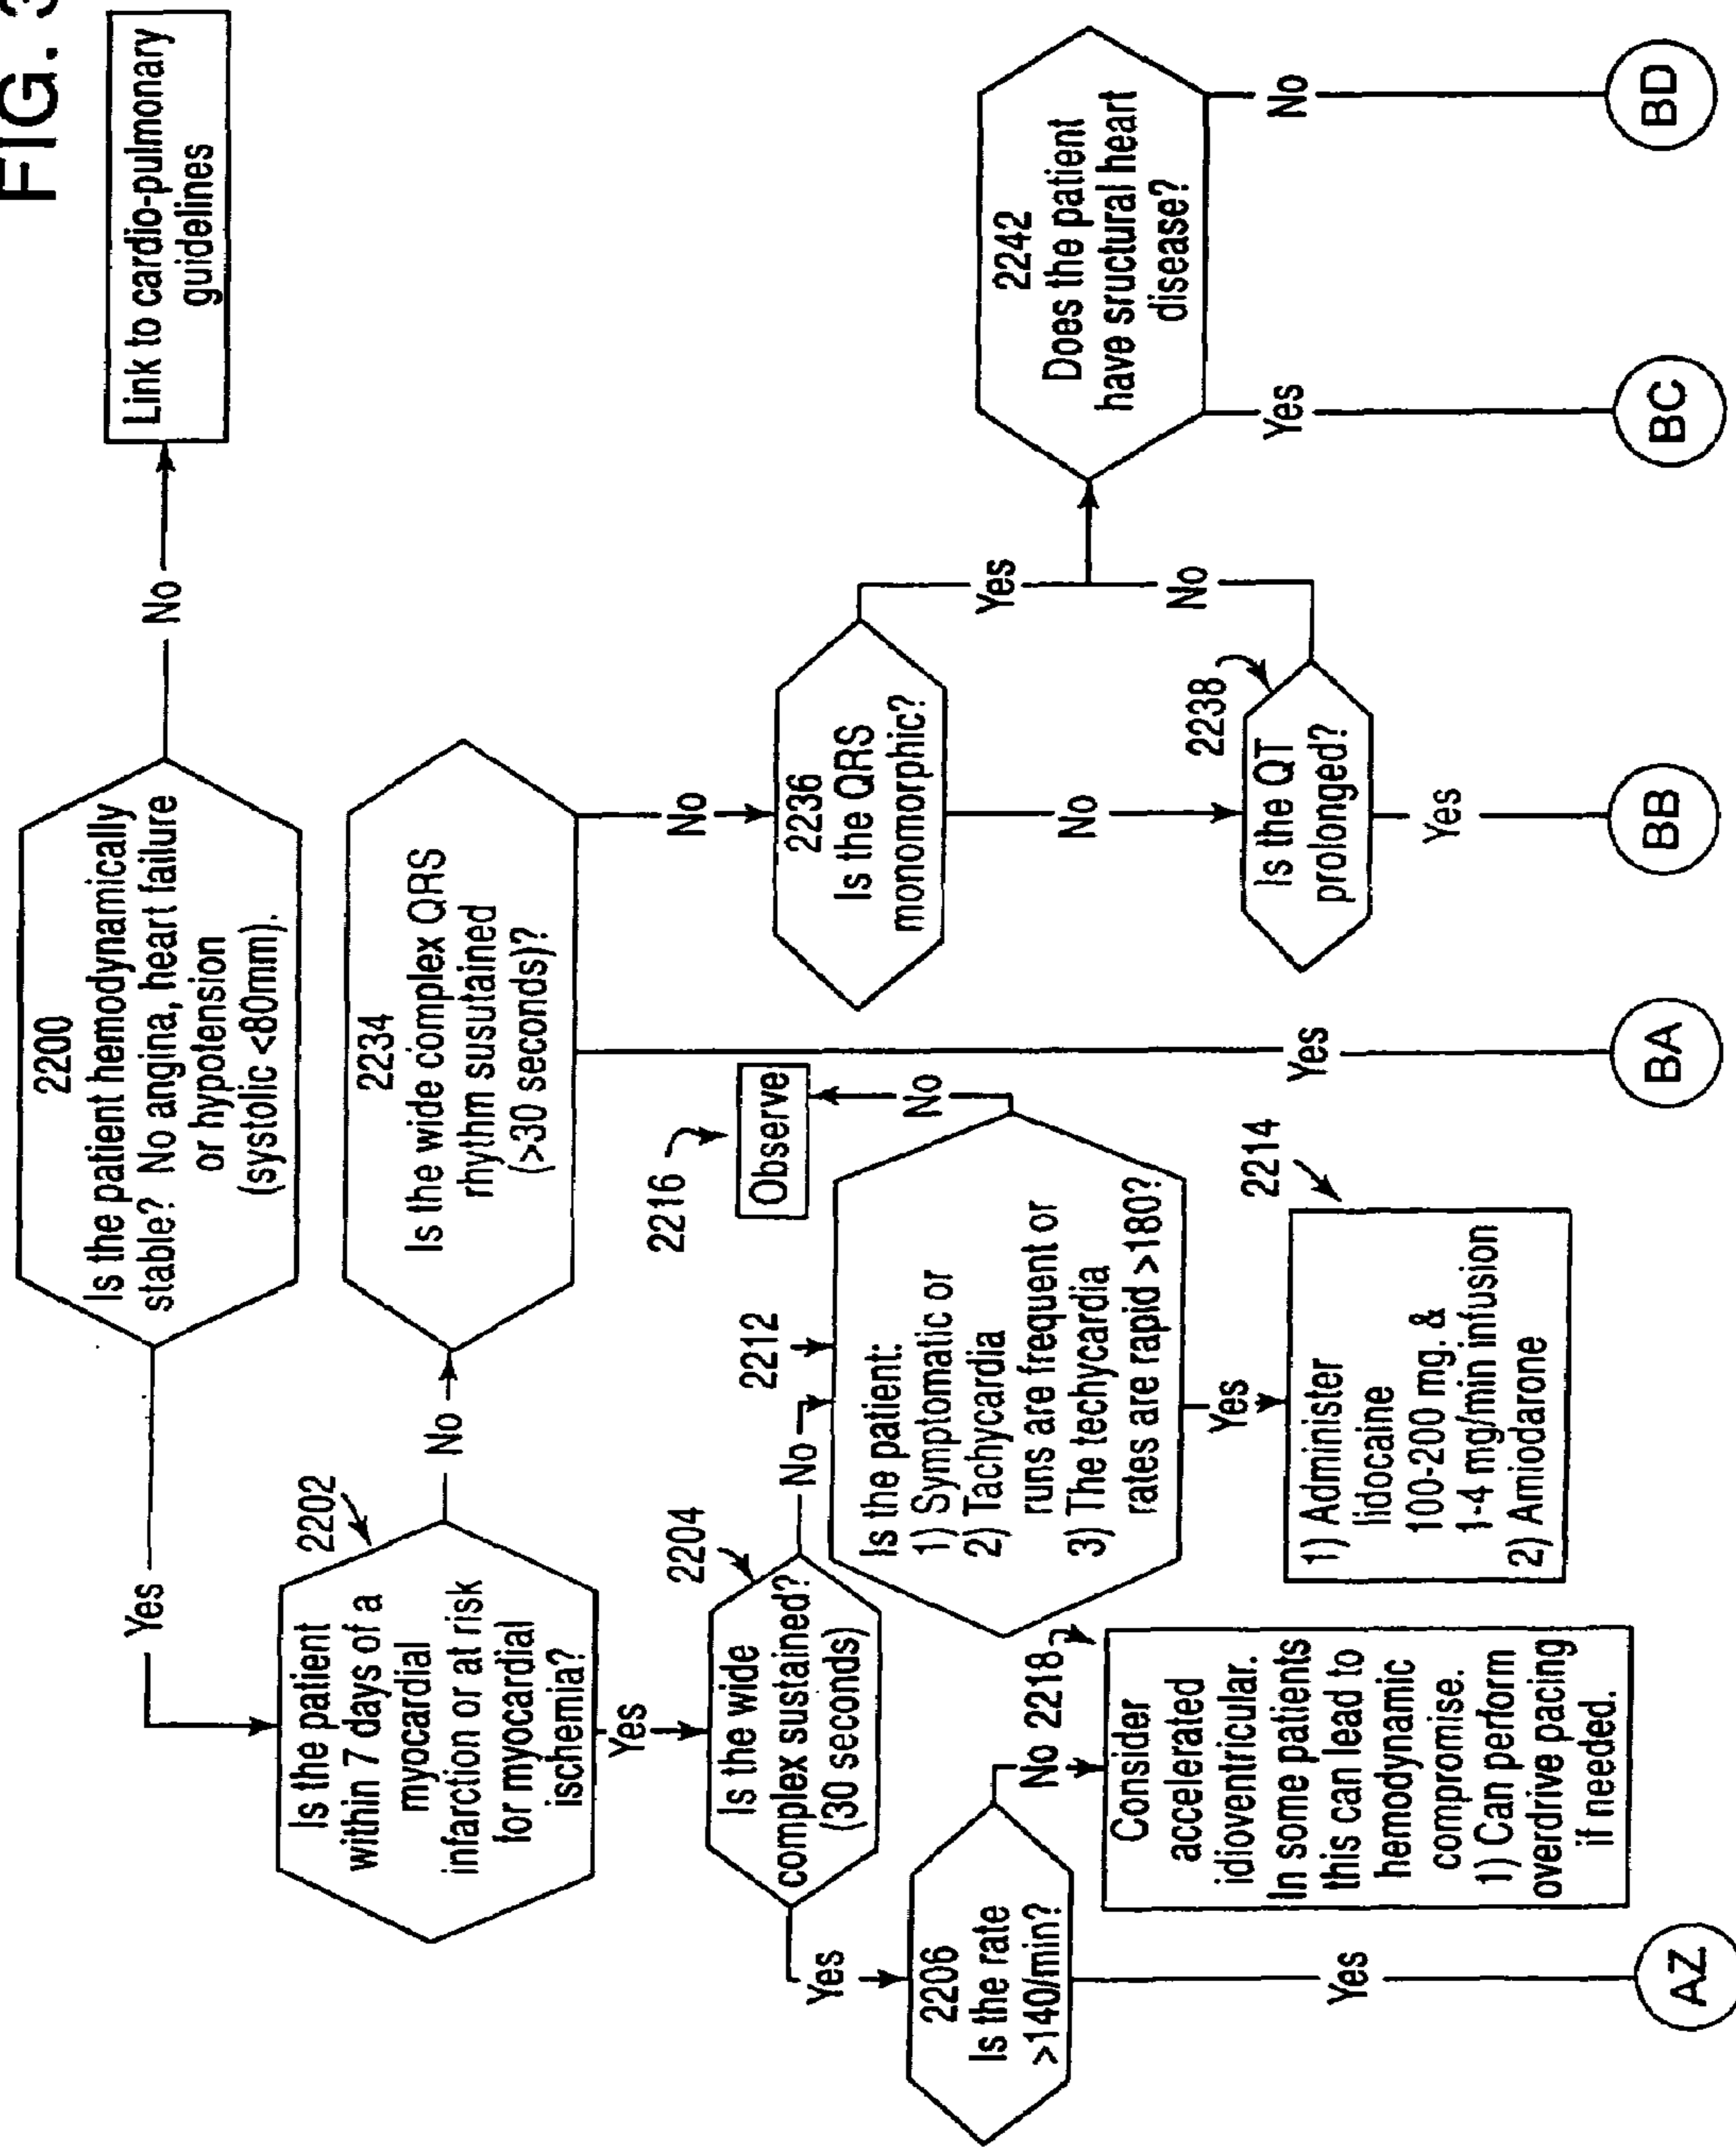 FIG. 3
2200
Is the patient hemodynamically
stable? No angina, heart failure
or hypotension
(systolic <80mm).
No
Link to cardio-pulmonary
guidelines
Yes
2202
Is the patient
within 7 days of a
myocardial
infarction or at risk
for myocardial
ischemia?
No
2234
Is the wide complex QRS
rhythm susutained
(>30 seconds)?
Yes
2204
Is the wide
complex sustained?
(30 seconds)
No
2212
Is the patient:
1) Symptomatic or
2) Tachycardia
runs are frequent or
3) The techycardia
rates are rapid >180?
No
2216
Observe
Yes
2214
1) Administer
lidocaine
100-200 mg. &
1-4 mg/min infusion
2) Amiodarone
Yes
2206
Is the rate
>140/min?
No
2218
Consider
accelerated
idioventricular.
In some patients
this can lead to
hemodynamic
compromise.
1) Can perform
overdrive pacing
if needed.
Yes
AZ
Yes
BA
No
2236
Is the QRS
monomorphic?
Yes
No
2238
Is the QT
prolonged?
No
Yes
BB
2242
Does the patient
have sructural heart
disease?
Yes
BC
No
BD